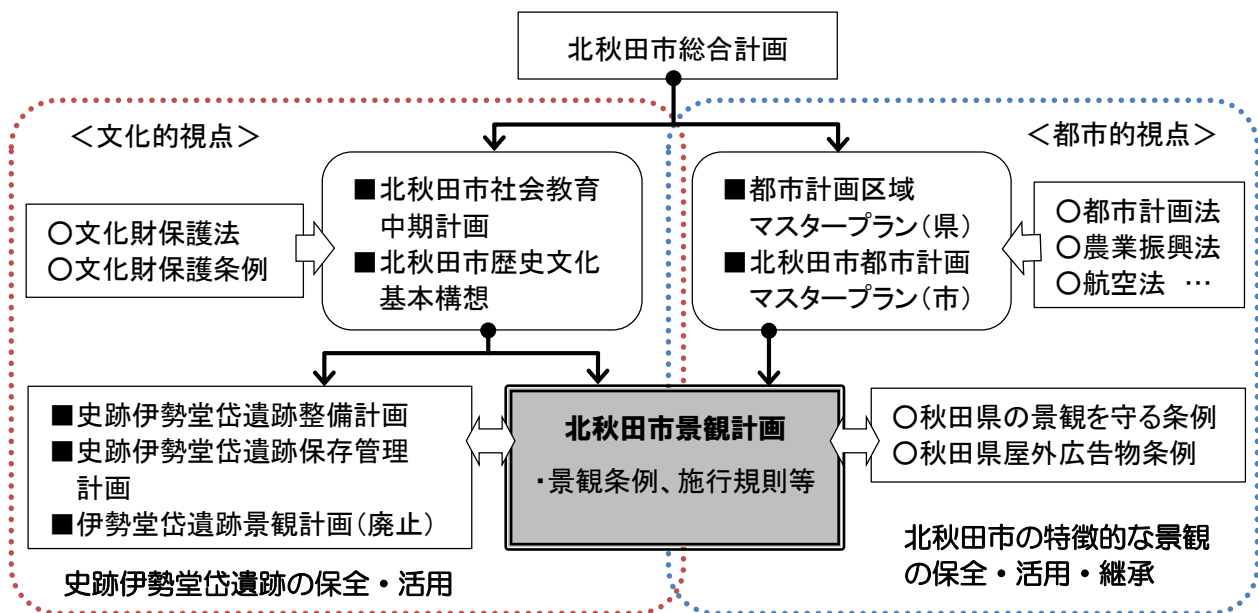 北秋田市総合計画
＜文化的視点＞
＜都市的視点＞
■北秋田市社会教育
中期計画
■北秋田市歴史文化
基本構想
■都市計画区域
マスタープラン（県）
■北秋田市都市計画
マスタープラン（市）
○文化財保護法
○文化財保護条例
○都市計画法
○農業振興法
○航空法 …
■史跡伊勢堂岱遺跡整備計画
■史跡伊勢堂岱遺跡保存管理
計画
■伊勢堂岱遺跡景観計画（廃止）
北秋田市景観計画
・景観条例、施行規則等
○秋田県の景観を守る条例
○秋田県屋外広告物条例
史跡伊勢堂岱遺跡の保全・活用
北秋田市の特徴的な景観
の保全・活用・継承